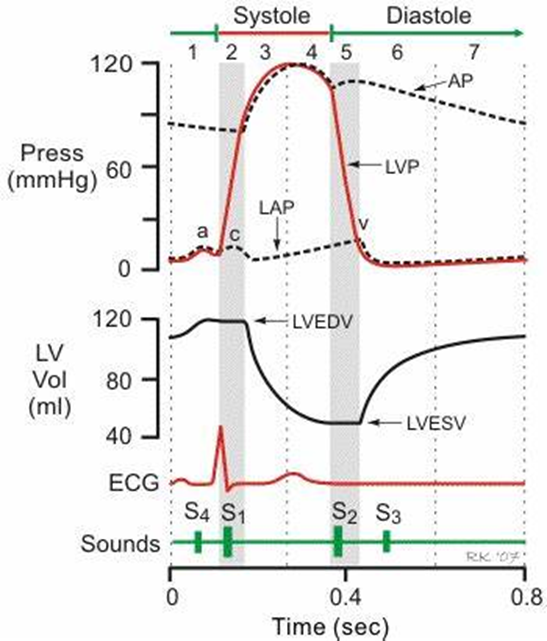 Systole Diastole
1 2 3 4 5 6 7
120
AP
Press
(mmHg)
60
LVP
LAP
a c v
0
120
LVEDV
LV
Vol
(ml)
80
LVESV
40
ECG
S4 S1 S2 S3
Sounds
RK '07
0 0.4 0.8
Time (sec)